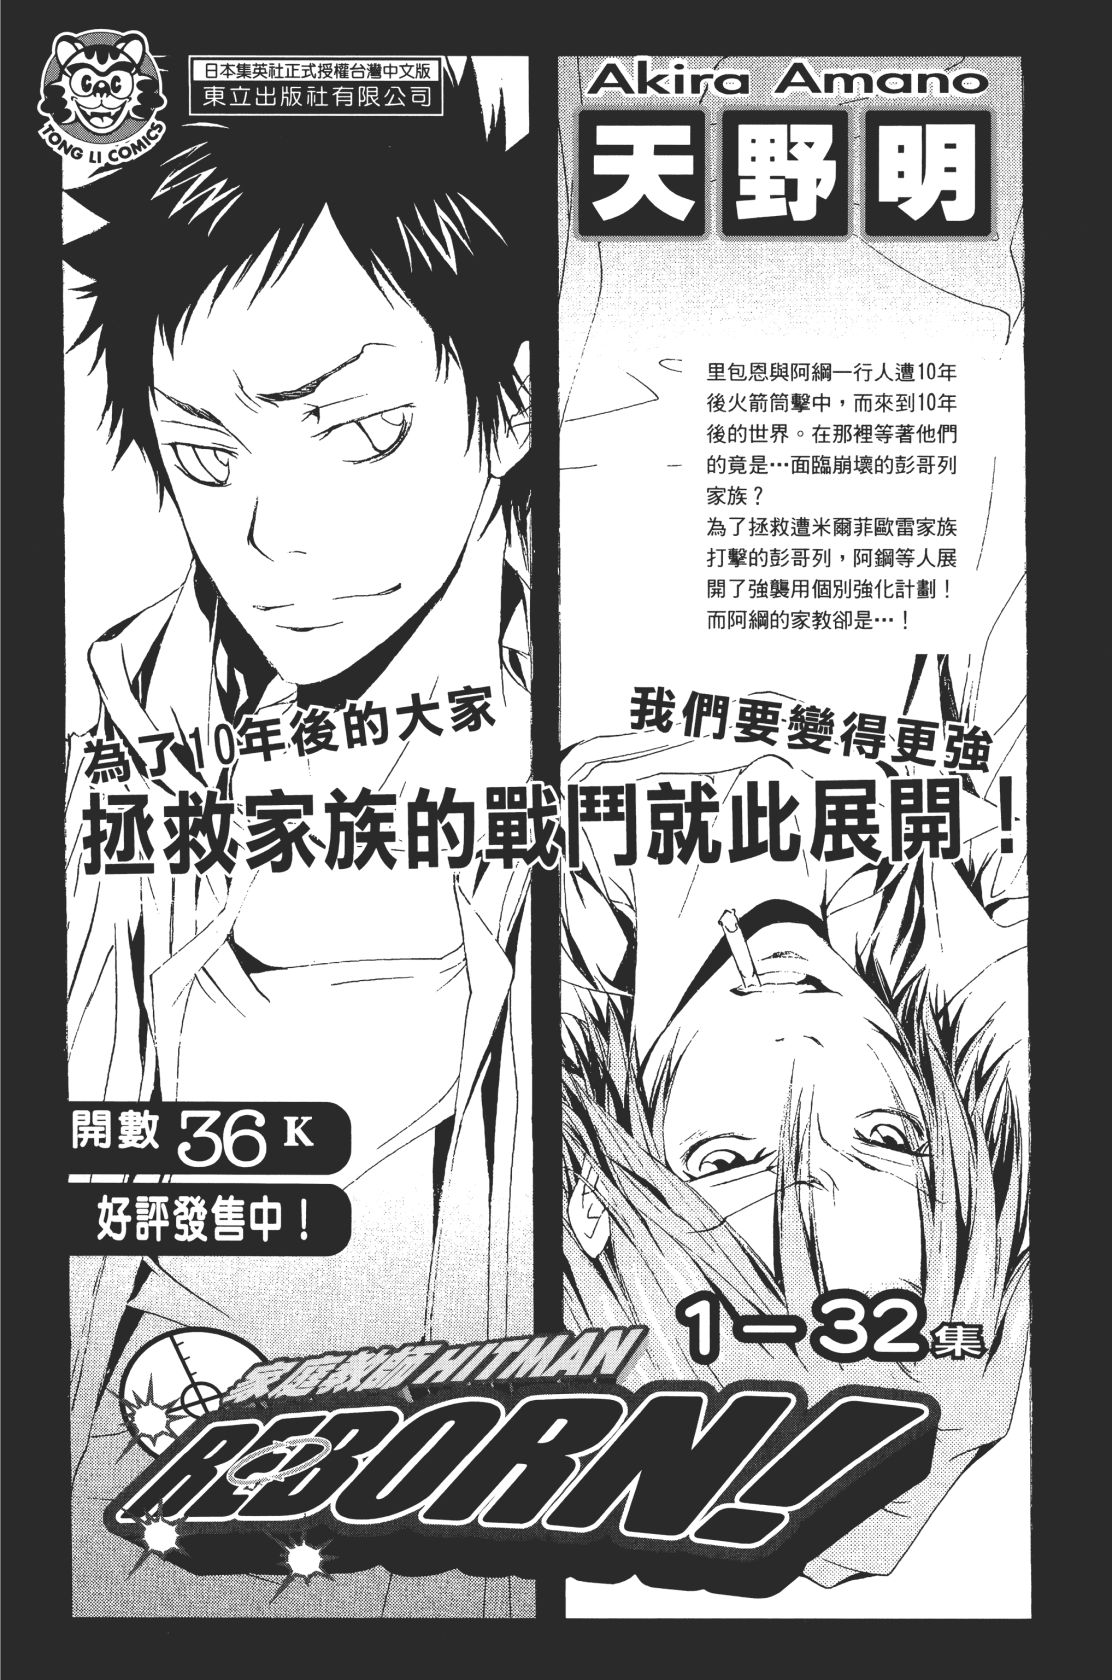 TONG LI COMICS
日本集英社正式授權台灣中文版
東立出版社有限公司
Akira Amano
天野明
里包恩與阿綱一行人遭10年
後火箭筒擊中，而來到10年
後的世界。在那裡等著他們
的竟是…面臨崩壞的彭哥列
家族？
為了拯救遭米爾菲歐雷家族
打擊的彭哥列，阿鋼等人展
開了強襲用個別強化計劃！
而阿綱的家教卻是…！
為了10年後的大家
我們要變得更強
拯救家族的戰鬥就此展開！
開數 36 K
好評發售中！
1－32集
家庭教師HITMAN
REBORN!